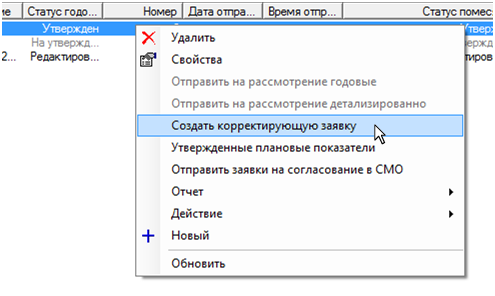 ие Статус годо... Номер Дата отпра... Время отпр... Статус помес
Утвержден
На утвержд...
2... Редактиров...
Удалить
Свойства
Отправить на рассмотрение годовые
Отправить на рассмотрение детализированно
Создать корректирующую заявку
Утвержденные плановые показатели
Отправить заявки на согласование в СМО
Отчет
Действие
Новый
Обновить